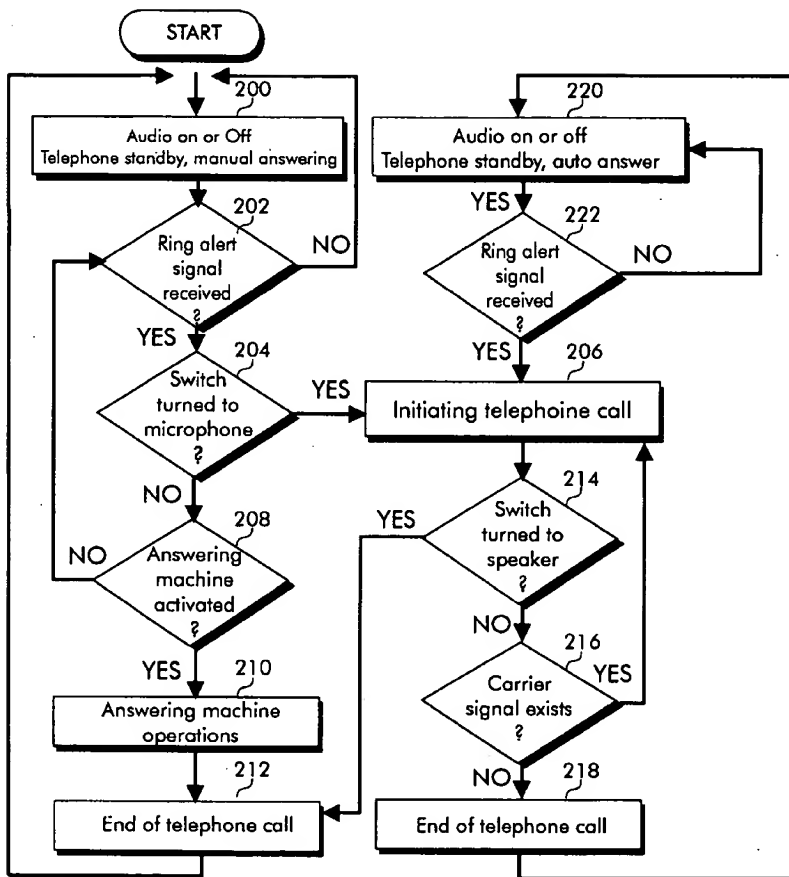 START
200
Audio on or Off
Telephone standby, manual answering
202
Ring alert
signal
received
?
NO
YES
204
Switch
turned to
microphone
?
YES
NO
208
Answering
machine
activated
?
NO
YES
210
Answering machine
operations
212
End of telephone call
220
Audio on or off
Telephone standby, auto answer
YES
222
Ring alert
signal
received
?
NO
YES
206
Initiating telephoine call
214
Switch
turned to
speaker
?
YES
NO
216
Carrier
signal exists
?
YES
NO
218
End of telephone call